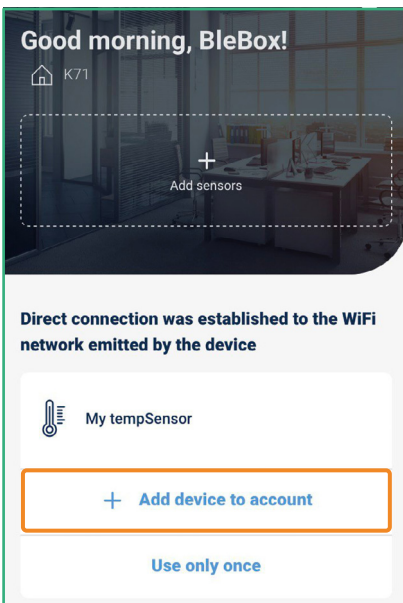 Good morning, BleBox!
K71
+
Add sensors
Direct connection was established to the WiFi
network emitted by the device
My tempSensor
+ Add device to account
Use only once